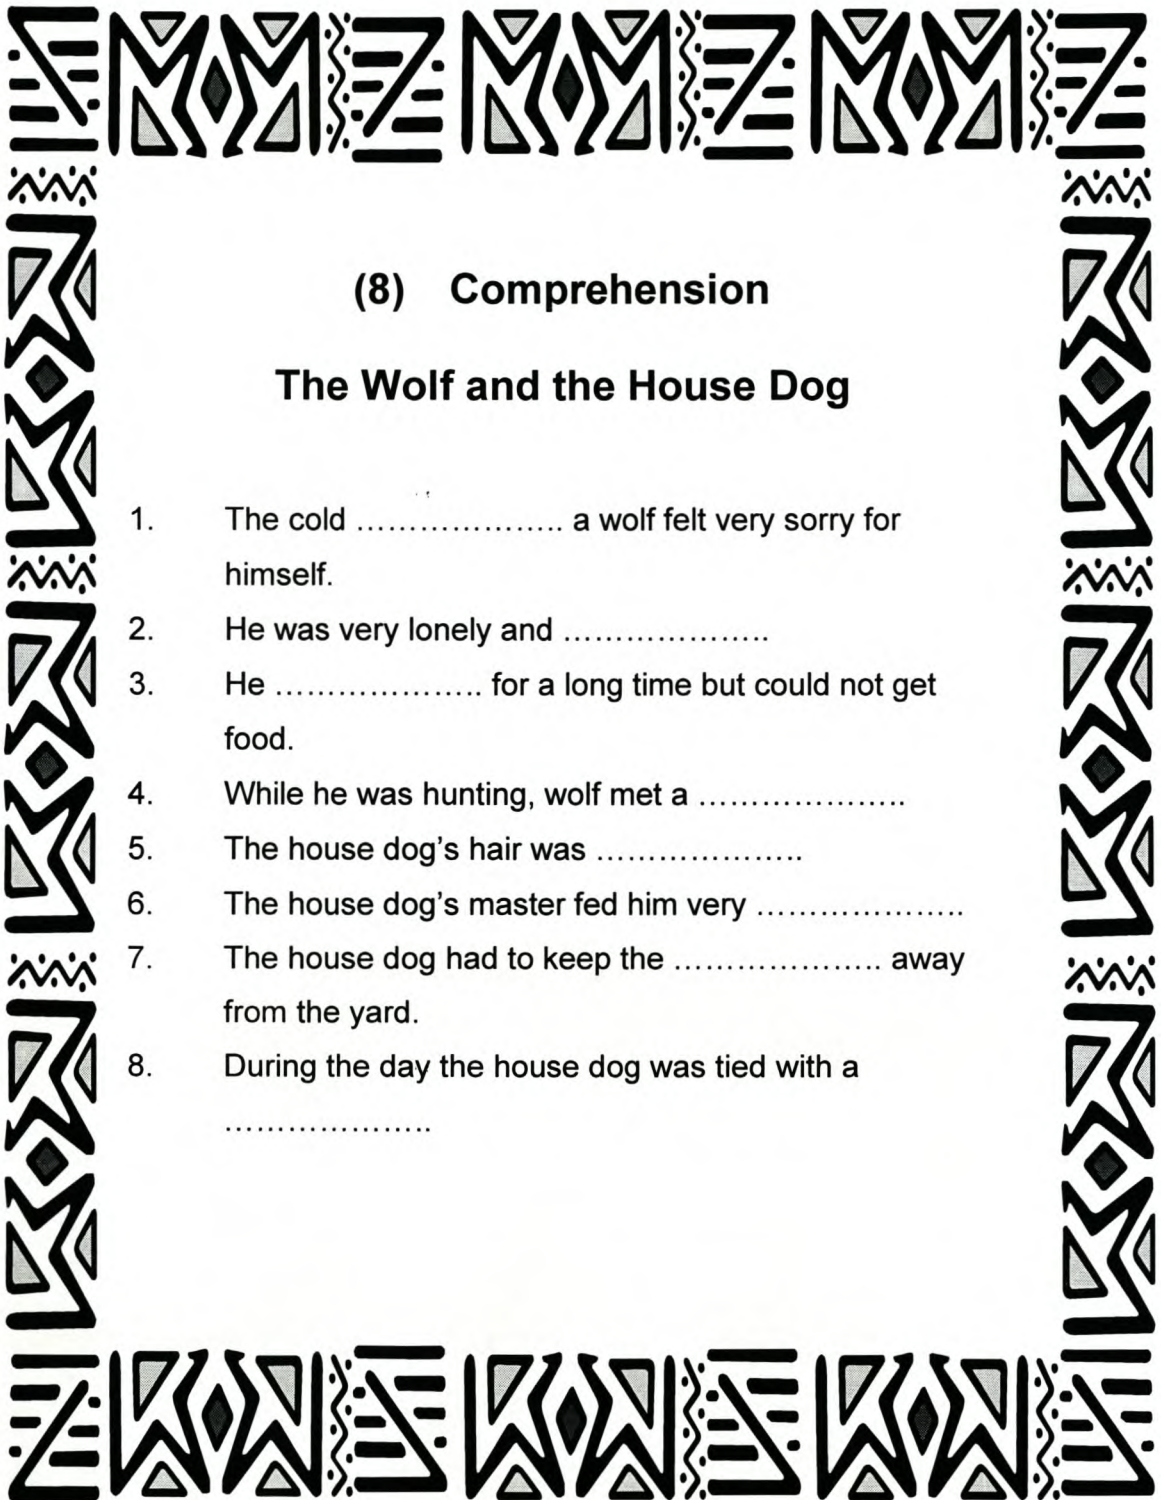 (8) Comprehension
The Wolf and the House Dog
1. The cold .................... a wolf felt very sorry for
himself.
2. He was very lonely and ....................
3. He .................... for a long time but could not get
food.
4. While he was hunting, wolf met a ....................
5. The house dog's hair was ....................
6. The house dog's master fed him very ....................
7. The house dog had to keep the .................... away
from the yard.
8. During the day the house dog was tied with a
....................